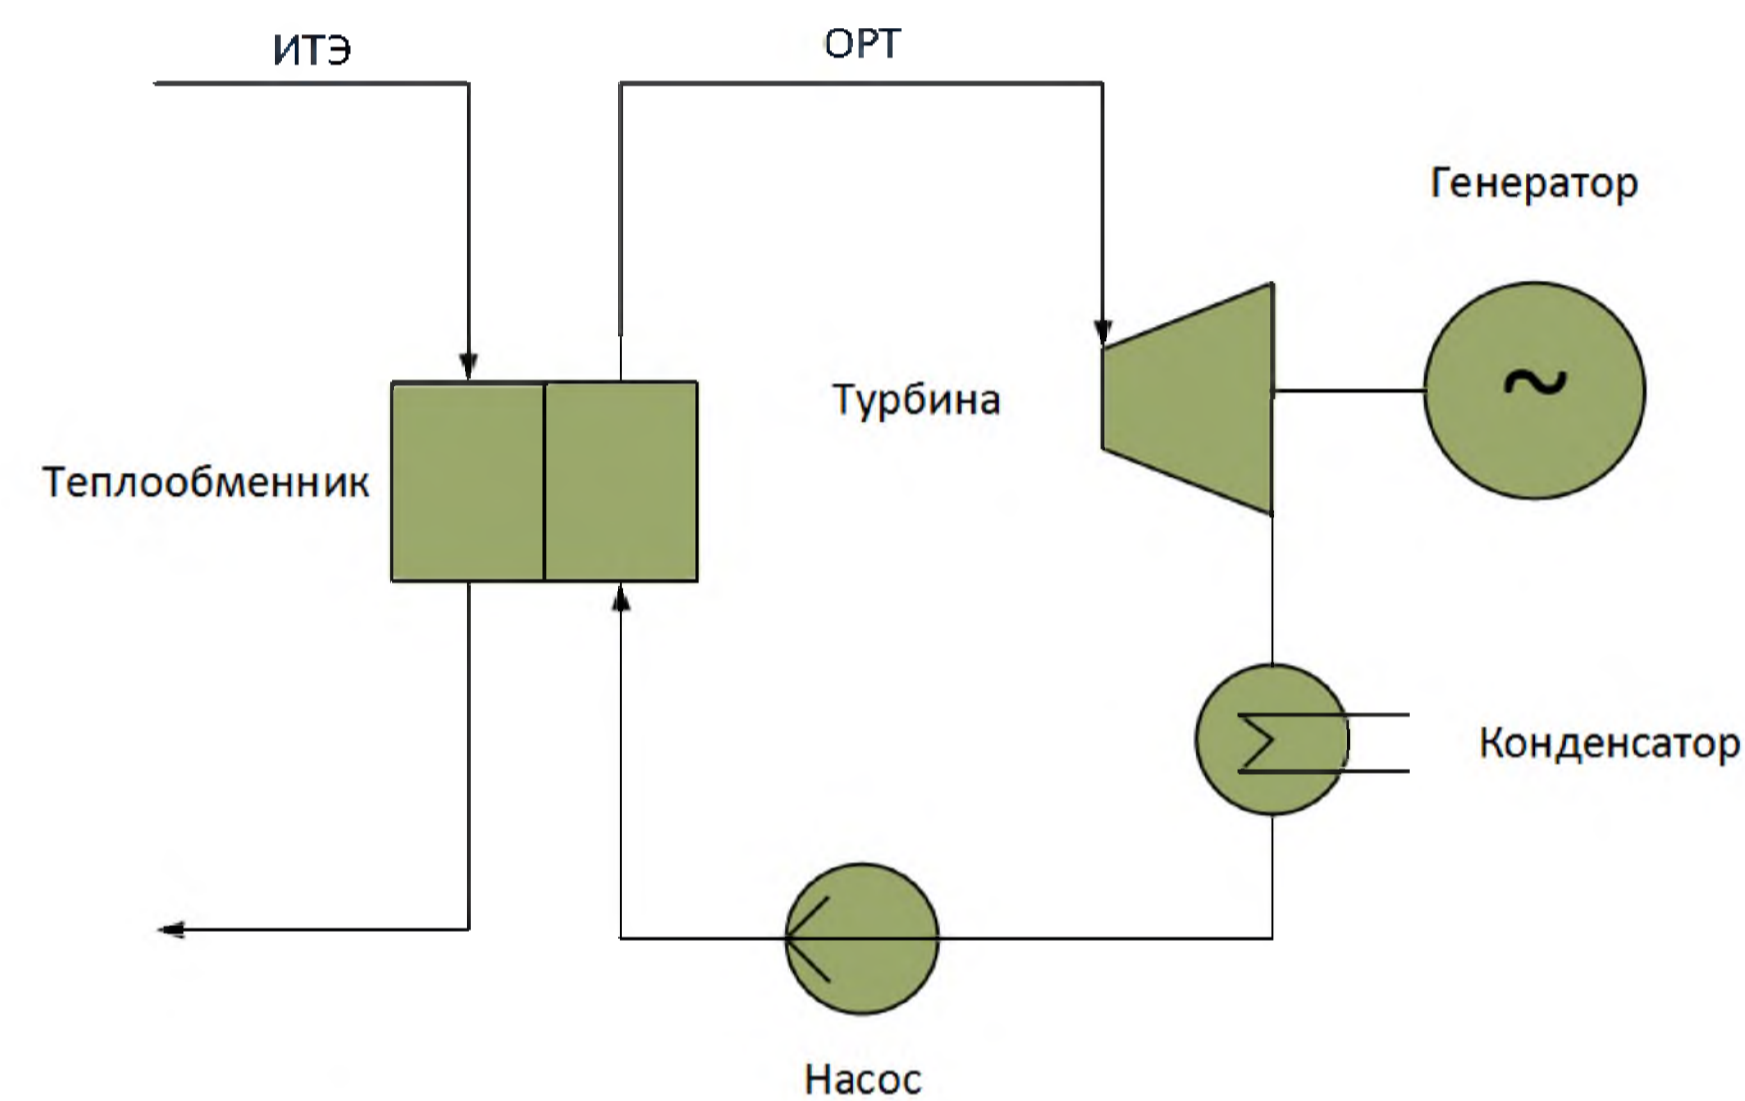 ИТЭ
ОРТ
Генератор
Турбина
~
Теплообменник
Конденсатор
Насос